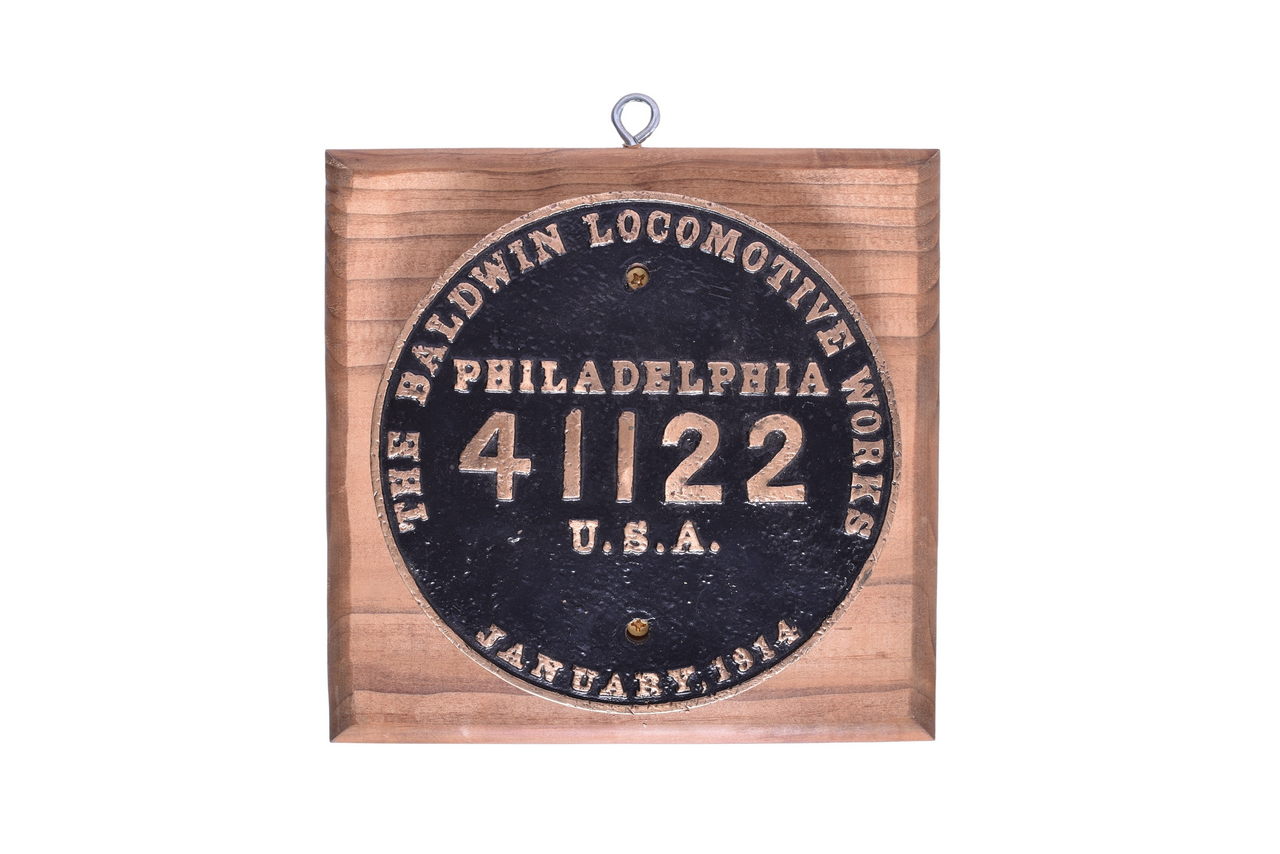 THE BALDWIN LOCOMOTIVE WORKS
PHILADELPHIA
41122
U.S.A.
JANUARY, 1914